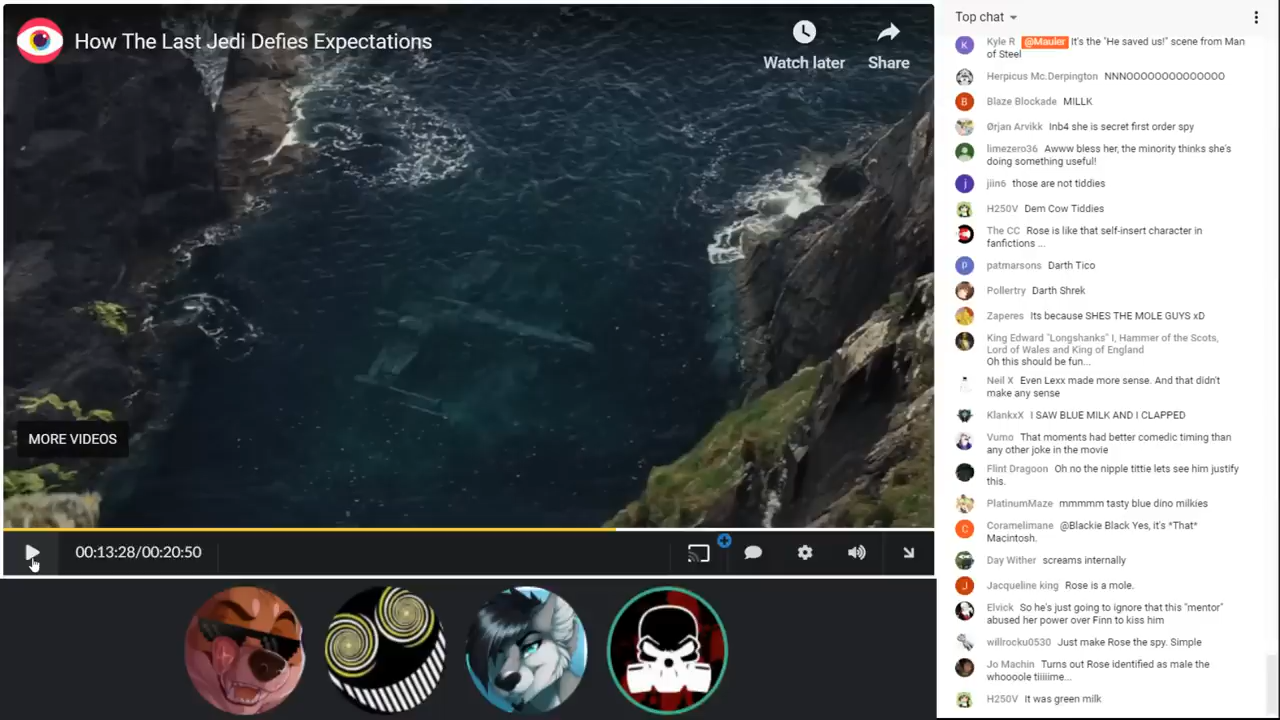 How The Last Jedi Defies Expectations
Watch later
Share
MORE VIDEOS
00:13:28/00:20:50
Top chat
K
Kyle R @Mauler It's the "He saved us!" scene from Man
of Steel
Herpicus Mc.Derpington NNNOOOOOOOOOOOOOO
B
Blaze Blockade MILLK
Ørjan Arvikk Inb4 she is secret first order spy
limezero36 Awww bless her, the minority thinks she's
doing something useful!
j
jiin6 those are not tiddies
H250V Dem Cow Tiddies
The CC Rose is like that self-insert character in
fanfictions ...
p
patmarsons Darth Tico
Pollertry Darth Shrek
Zaperes Its because SHES THE MOLE GUYS xD
King Edward "Longshanks" I, Hammer of the Scots,
Lord of Wales and King of England
Oh this should be fun...
Neil X Even Lexx made more sense. And that didn't
make any sense
KlankxX I SAW BLUE MILK AND I CLAPPED
Vumo That moments had better comedic timing than
any other joke in the movie
Flint Dragoon Oh no the nipple tittie lets see him justify
this.
PlatinumMaze mmmmm tasty blue dino milkies
C
Coramelimane @Blackie Black Yes, it's *That*
Macintosh.
Day Wither screams internally
J
Jacqueline king Rose is a mole.
Elvick So he's just going to ignore that this "mentor"
abused her power over Finn to kiss him
willrocku0530 Just make Rose the spy. Simple
Jo Machin Turns out Rose identified as male the
whoooole tiiiiime...
H250V It was green milk